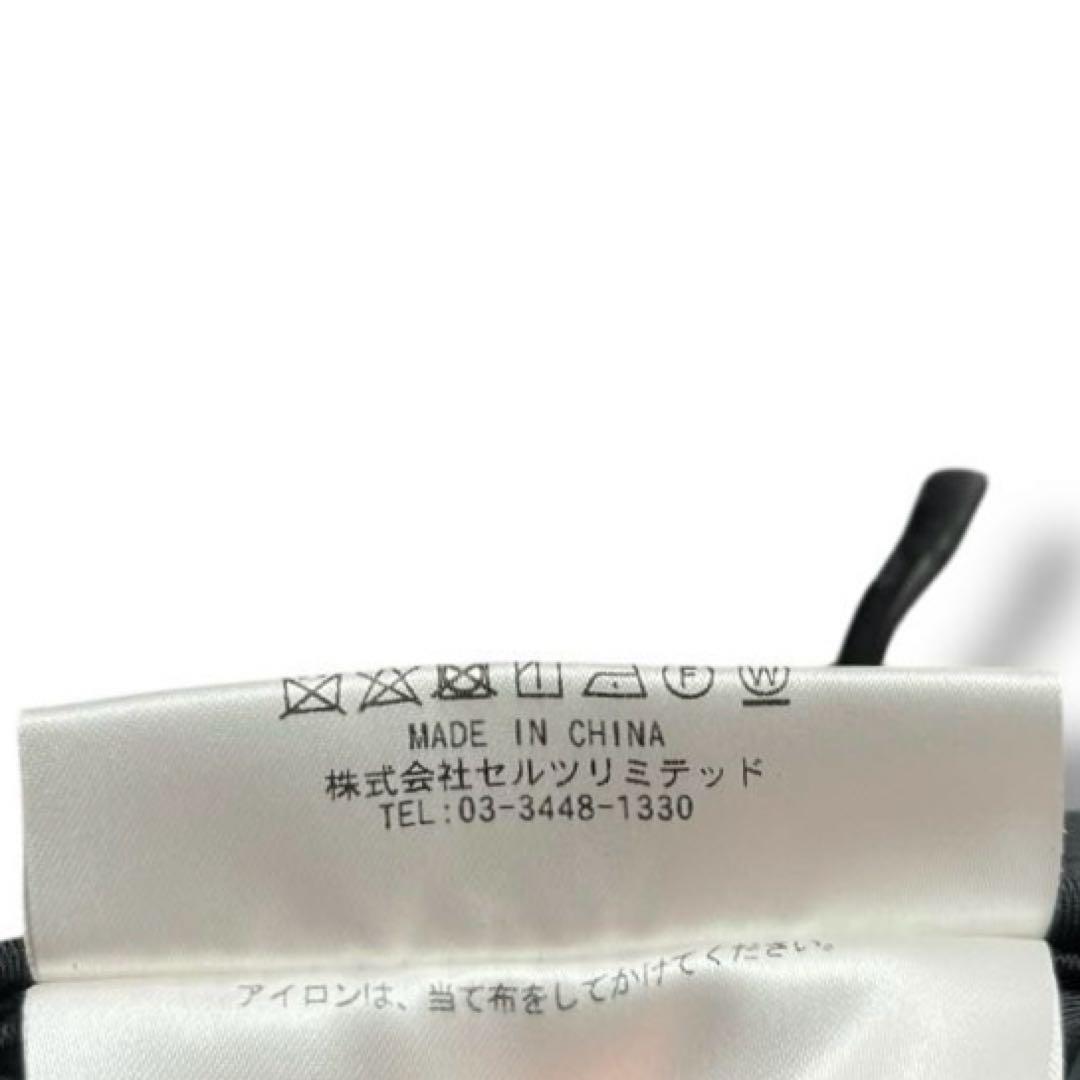 F W
MADE IN CHINA
株式会社セルツリミテッド
TEL:03-3448-1330
アイロンは、当て布をしてかけてください。